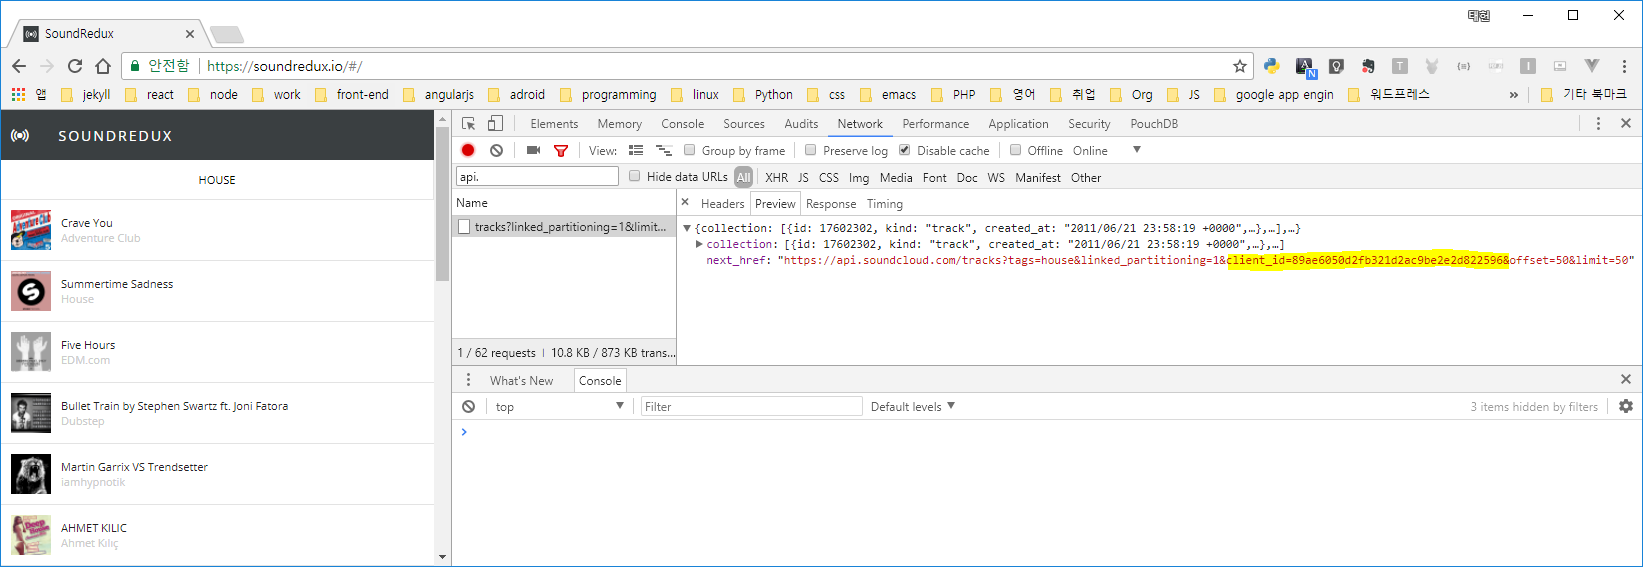 태현
SoundRedux
안전함 https://soundredux.io/#/
앱 jekyll react node work front-end angularjs adroid programming linux Python css emacs PHP 영어 취업 Org JS google app engin 워드프레스 » 기타 북마크
SOUNDREDUX
HOUSE
Crave You
Adventure Club
Summertime Sadness
House
Five Hours
EDM.com
Bullet Train by Stephen Swartz ft. Joni Fatora
Dubstep
Martin Garrix VS Trendsetter
iamhypnotik
AHMET KILIC
Ahmet Kılıç
Elements Memory Console Sources Audits Network Performance Application Security PouchDB
View: Group by frame Preserve log Disable cache Offline Online
api. Hide data URLs All XHR JS CSS Img Media Font Doc WS Manifest Other
Name
tracks?linked_partitioning=1&limit...
1 / 62 requests | 10.8 KB / 873 KB trans...
Headers Preview Response Timing
{collection: [{id: 17602302, kind: "track", created_at: "2011/06/21 23:58:19 +0000",…},…],…}
collection: [{id: 17602302, kind: "track", created_at: "2011/06/21 23:58:19 +0000",…},…]
next_href: "https://api.soundcloud.com/tracks?tags=house&linked_partitioning=1&client_id=89ae6050d2fb321d2ac9be2e2d822596&offset=50&limit=50"
What's New Console
top Filter Default levels 3 items hidden by filters